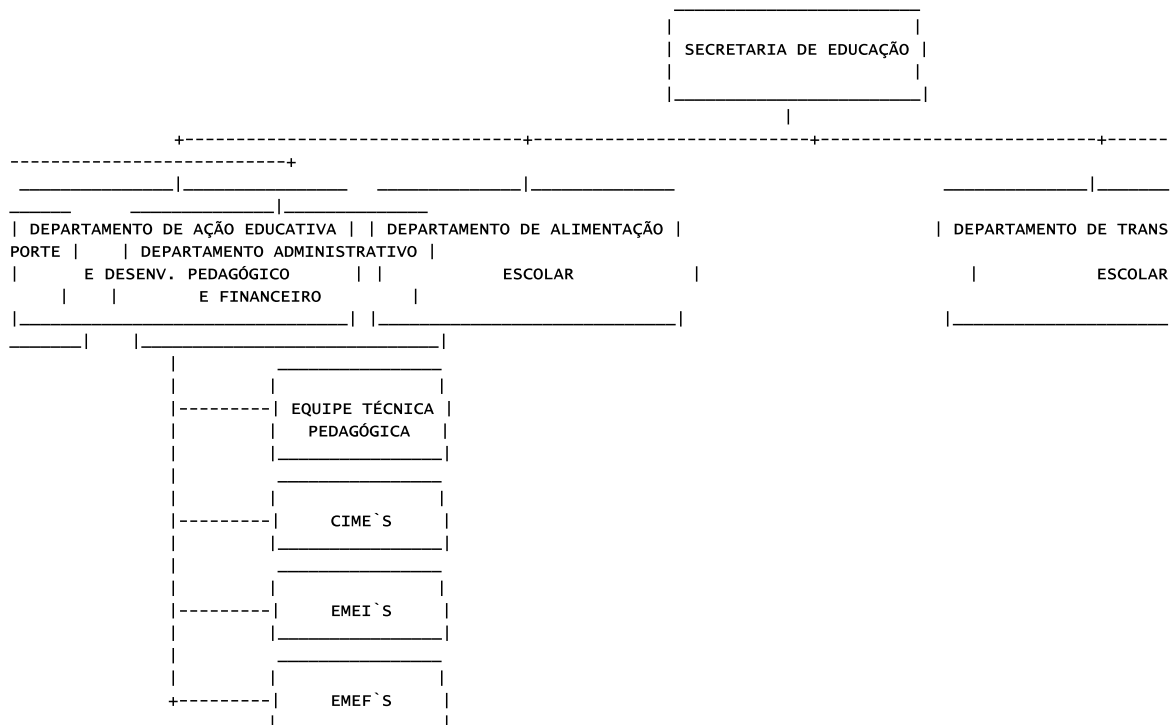 SECRETARIA DE EDUCAÇÃO
DEPARTAMENTO DE AÇÃO EDUCATIVA DEPARTAMENTO DE ALIMENTAÇÃO DEPARTAMENTO DE TRANS
PORTE DEPARTAMENTO ADMINISTRATIVO
E DESENV. PEDAGÓGICO ESCOLAR ESCOLAR
E FINANCEIRO
EQUIPE TÉCNICA
PEDAGÓGICA
CIME`S
EMEI`S
EMEF`S